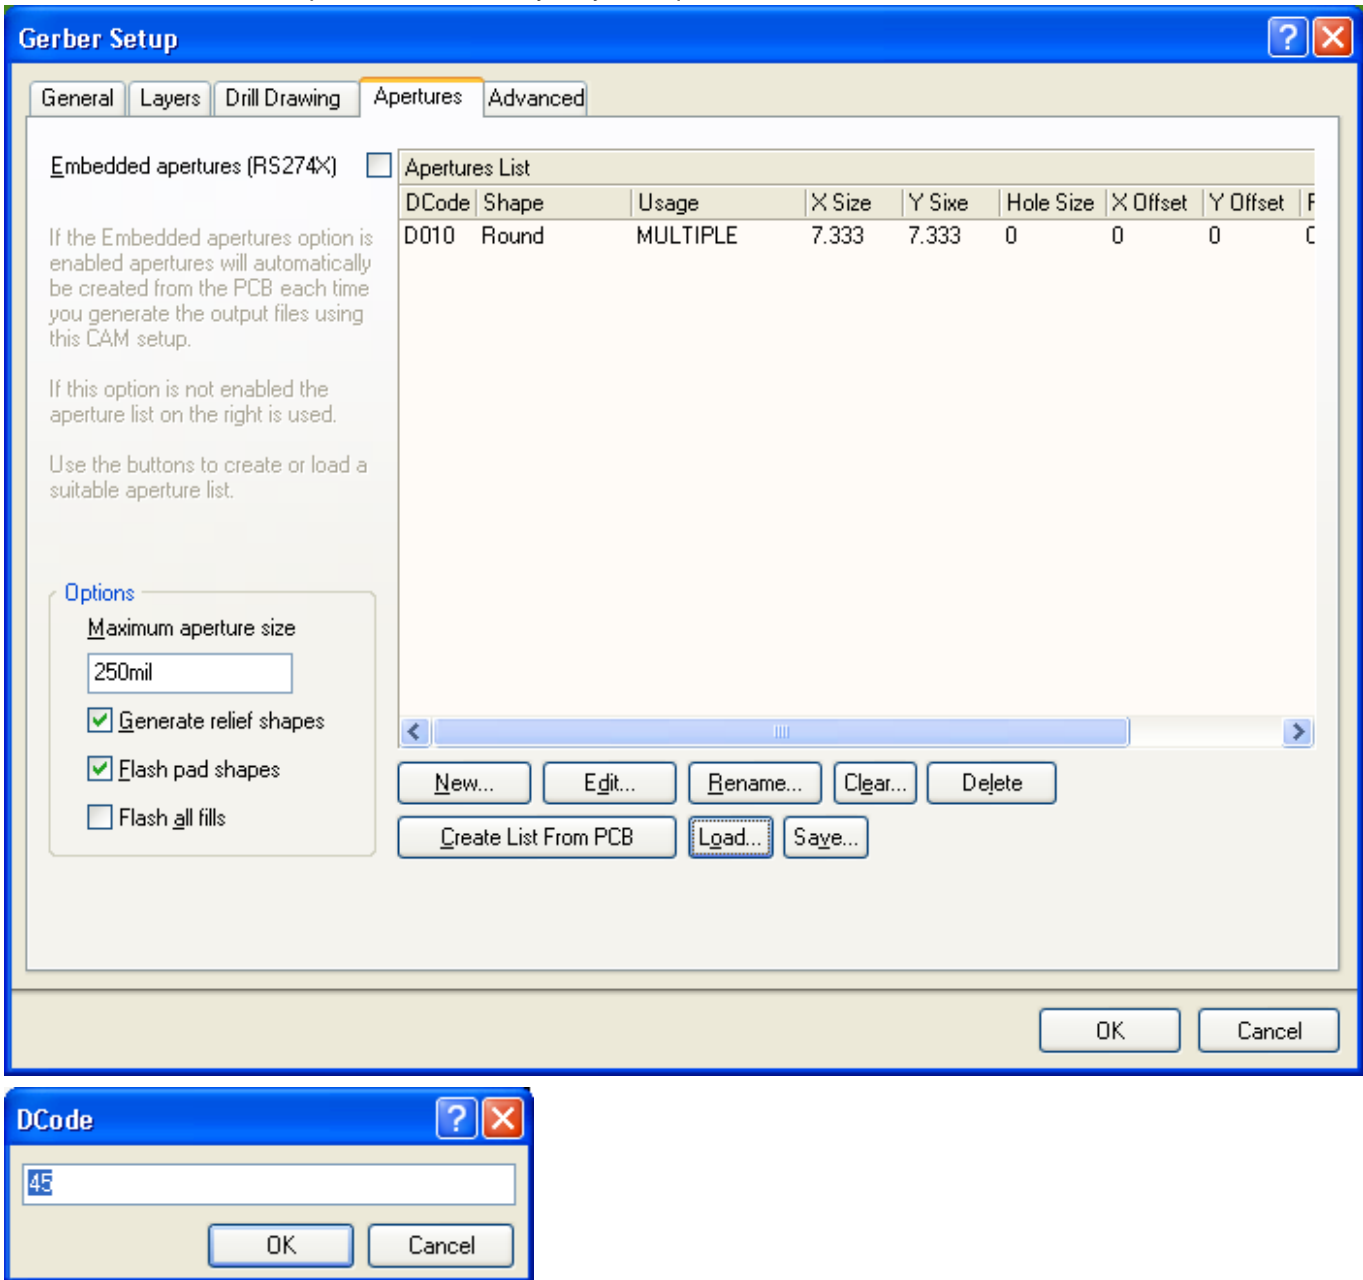 Gerber Setup
General Layers Drill Drawing Apertures Advanced
Embedded apertures (RS274X)
If the Embedded apertures option is
enabled apertures will automatically
be created from the PCB each time
you generate the output files using
this CAM setup.
If this option is not enabled the
aperture list on the right is used.
Use the buttons to create or load a
suitable aperture list.
Options
Maximum aperture size
250mil
Generate relief shapes
Flash pad shapes
Flash all fills
Apertures List
DCode Shape Usage X Size Y Sixe Hole Size X Offset Y Offset
D010 Round MULTIPLE 7.333 7.333 0 0 0
New... Edit... Rename... Clear... Delete
Create List From PCB Load... Save...
OK Cancel
DCode
45
OK Cancel